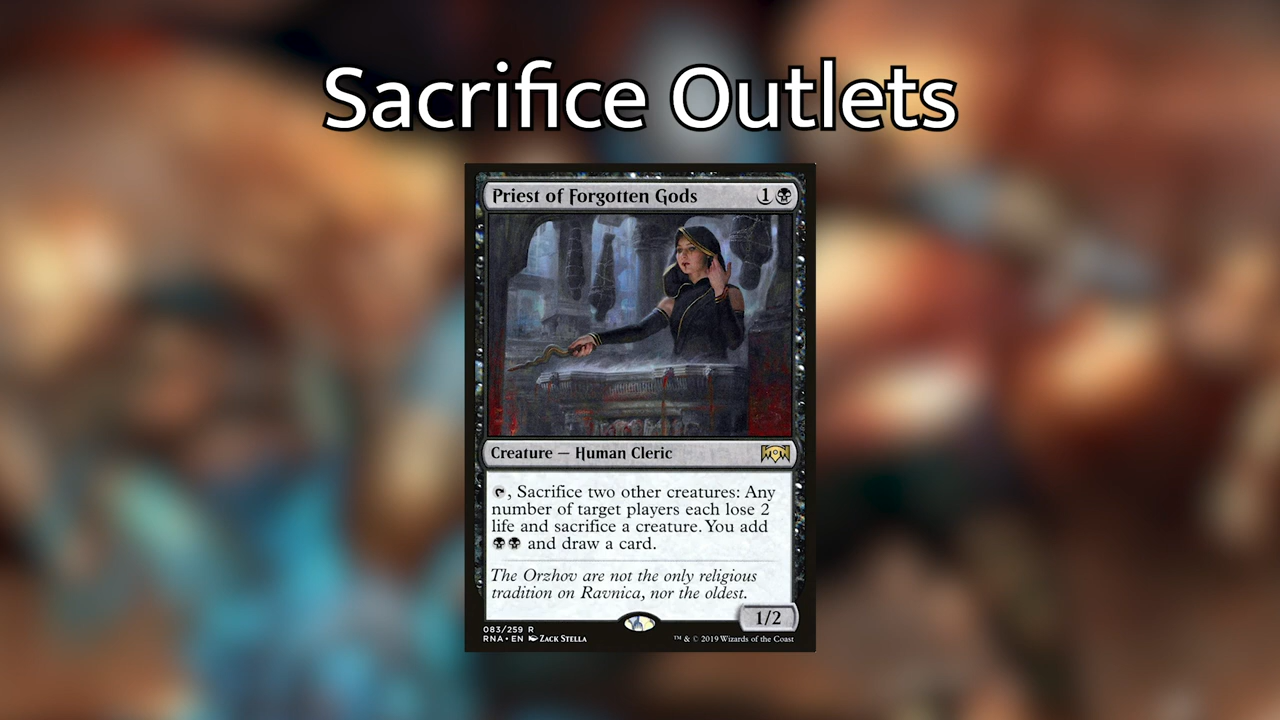 Sacrifice Outlets
Priest of Forgotten Gods 1
Creature — Human Cleric
, Sacrifice two other creatures: Any
number of target players each lose 2
life and sacrifice a creature. You add
and draw a card.
The Orzhov are not the only religious
tradition on Ravnica, nor the oldest.
1/2
083/259 R
RNA • EN Zack Stella
™ & © 2019 Wizards of the Coast